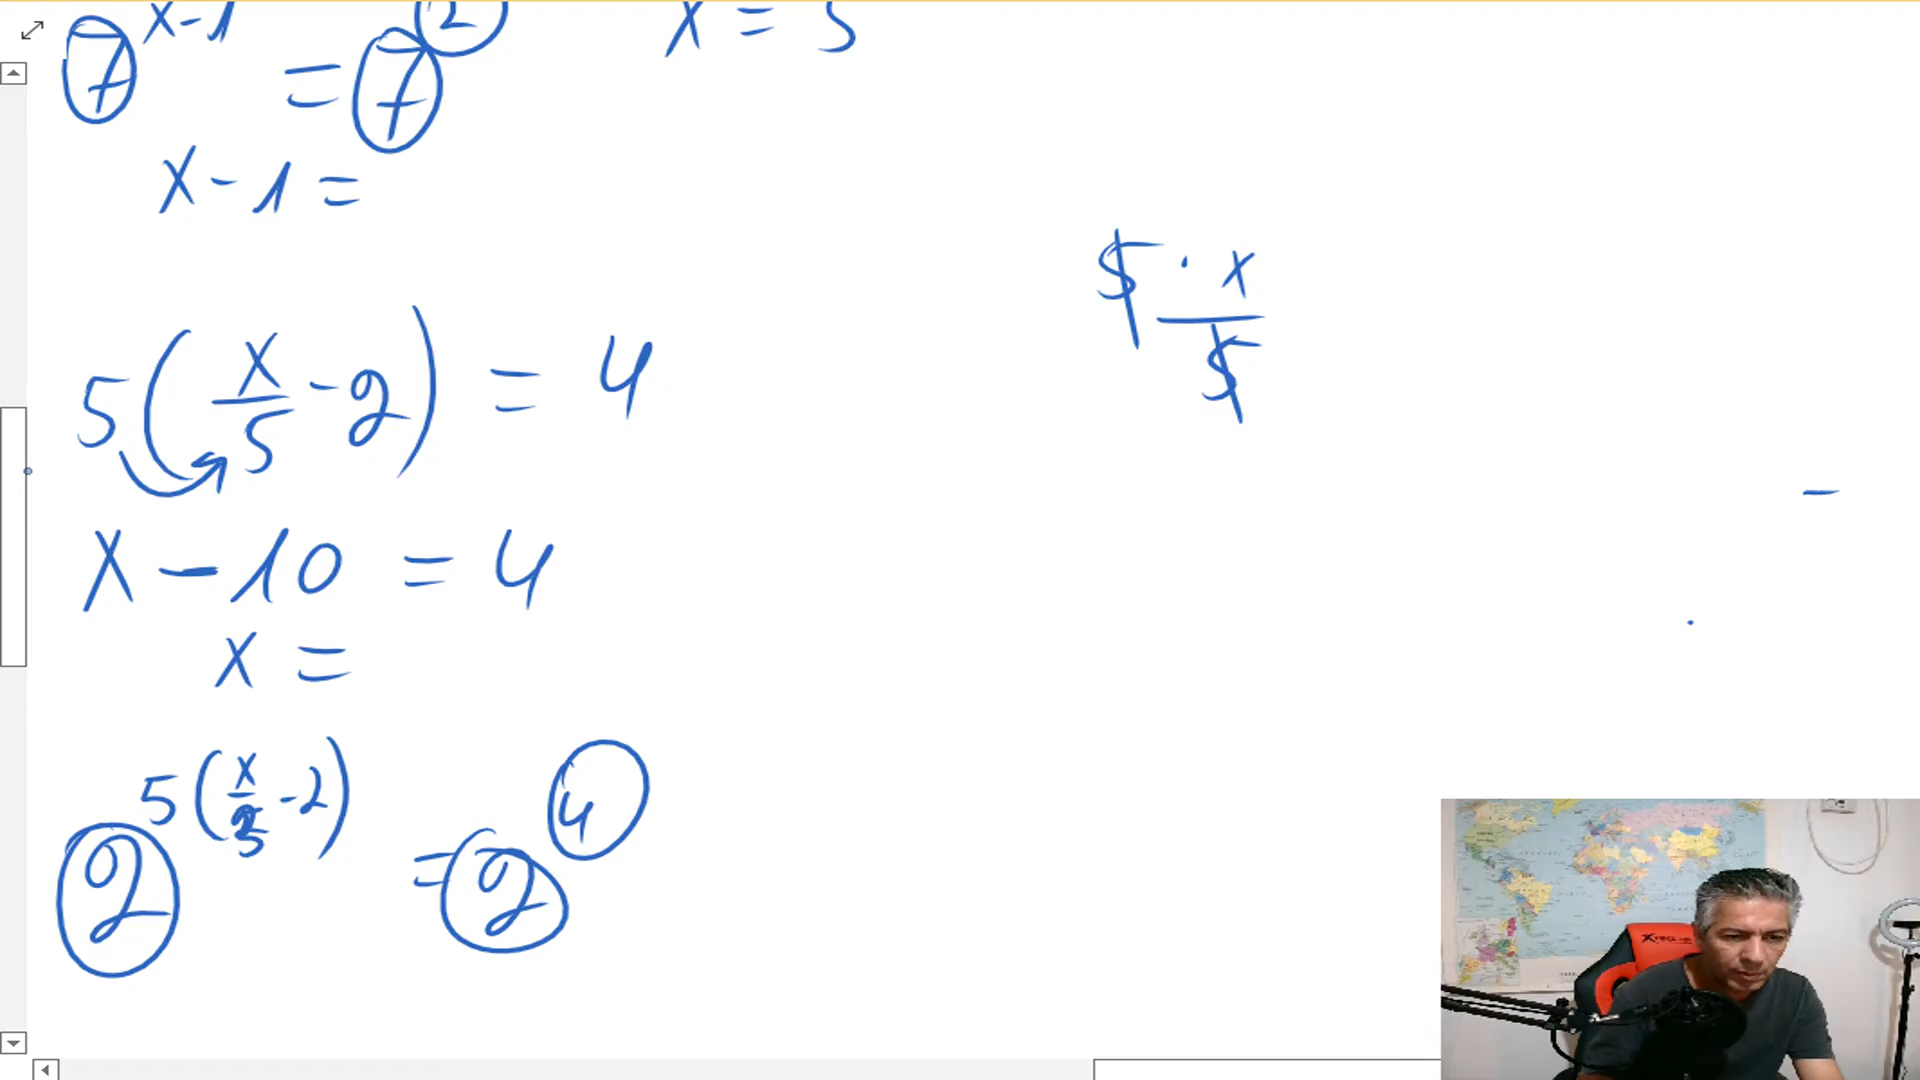 7^(x-1) = 7^2    x = 3
x - 1 =
5 · x / 5
5 (x/5 - 2) = 4
x - 10 = 4
x =
2^(5 (x/5 - 2)) = 2^4